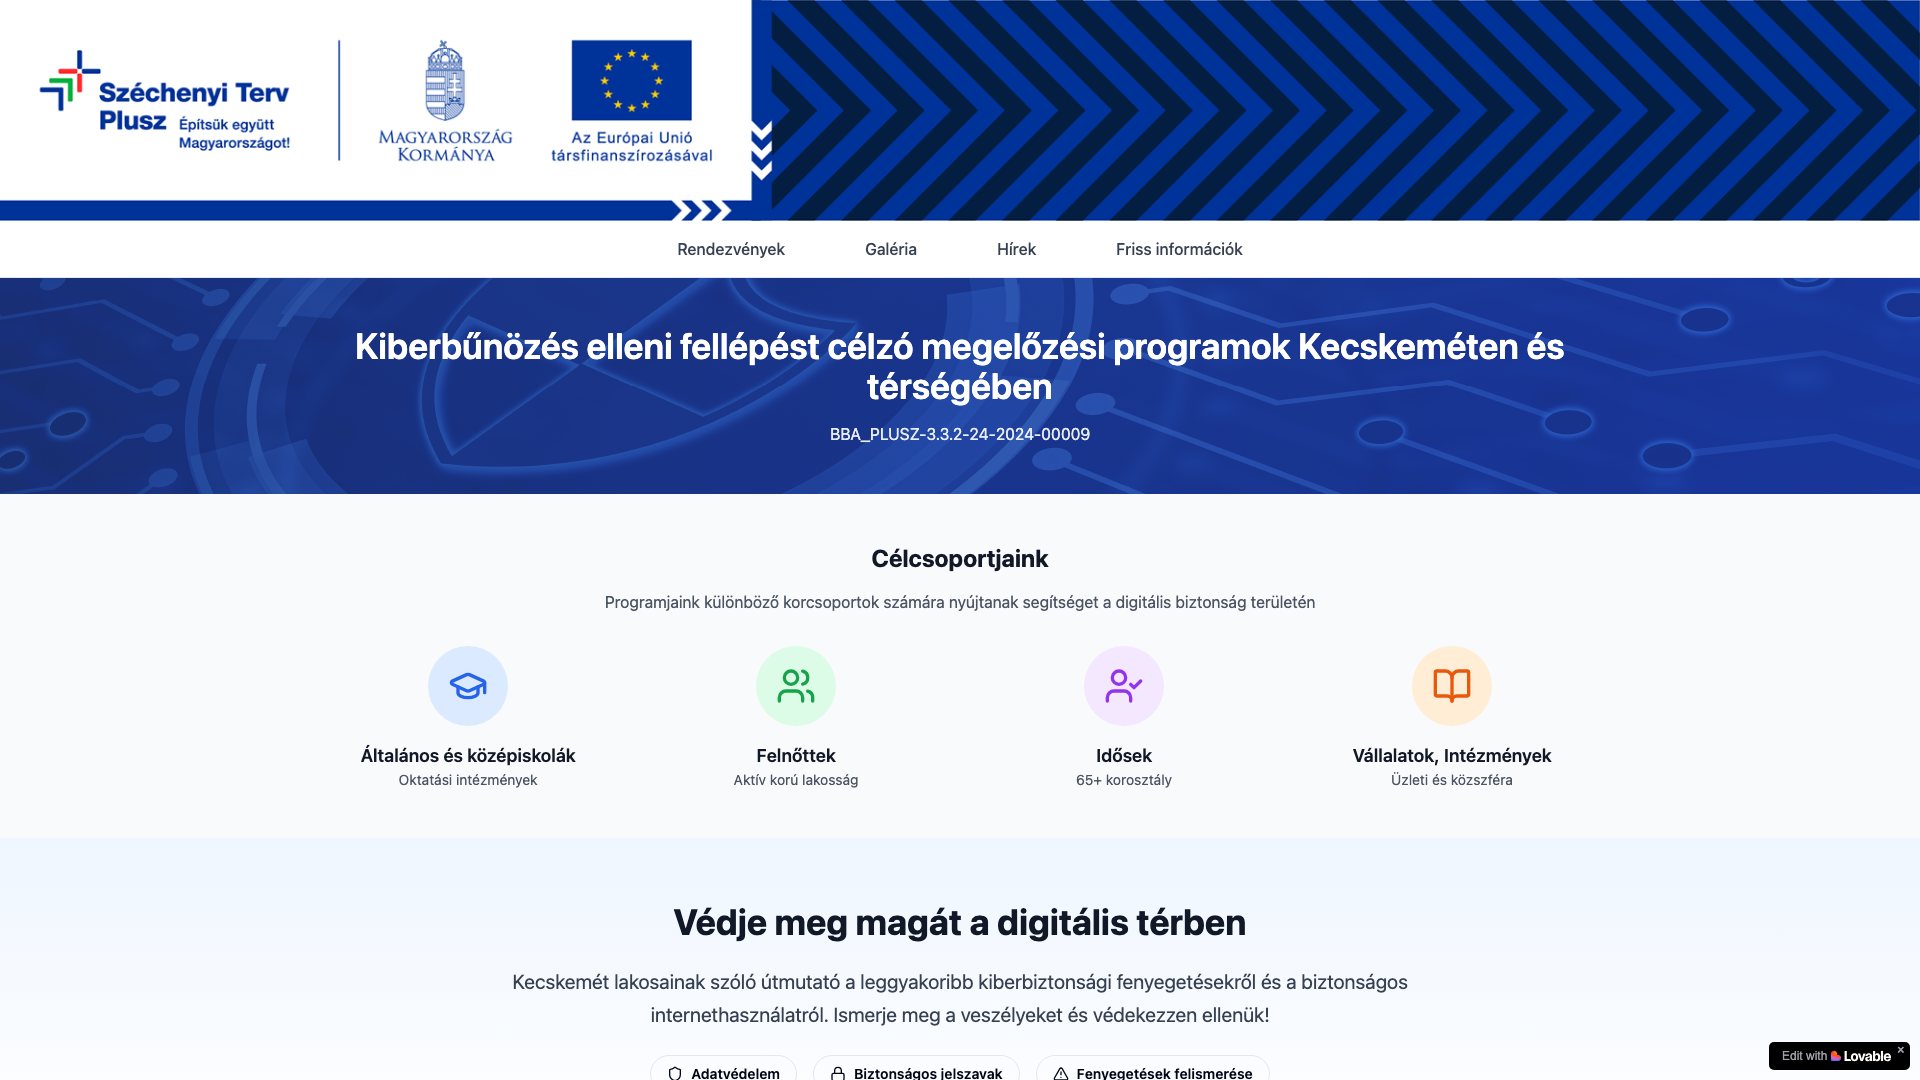 Széchenyi Terv
Plusz Építsük együtt
Magyarországot!
MAGYARORSZÁG
KORMÁNYA
Az Európai Unió
társfinanszírozásával
Rendezvények Galéria Hírek Friss információk
Kiberbűnözés elleni fellépést célzó megelőzési programok Kecskeméten és
térségében
BBA_PLUSZ-3.3.2-24-2024-00009
Célcsoportjaink
Programjaink különböző korcsoportok számára nyújtanak segítséget a digitális biztonság területén
Általános és középiskolák
Oktatási intézmények
Felnőttek
Aktív korú lakosság
Idősek
65+ korosztály
Vállalatok, Intézmények
Üzleti és közszféra
Védje meg magát a digitális térben
Kecskemét lakosainak szóló útmutató a leggyakoribb kiberbiztonsági fenyegetésekről és a biztonságos
internethasználatról. Ismerje meg a veszélyeket és védekezzen ellenük!
Adatvédelem Biztonságos jelszavak Fenyegetések felismerése
Edit with Lovable ×